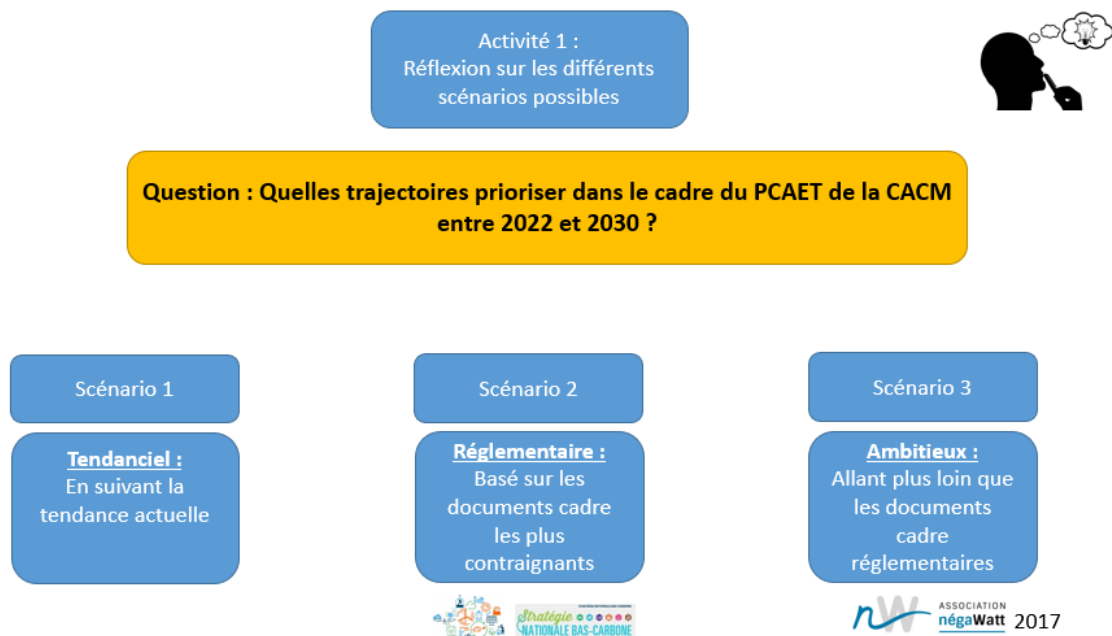 Activité 1 :
Réflexion sur les différents
scénarios possibles
Question : Quelles trajectoires prioriser dans le cadre du PCAET de la CACM
entre 2022 et 2030 ?
Scénario 1
Scénario 2
Scénario 3
Tendanciel :
En suivant la
tendance actuelle
Réglementaire :
Basé sur les
documents cadre
les plus
contraignants
Ambitieux :
Allant plus loin que
les documents
cadre
réglementaires
Stratégie
NATIONALE BAS-CARBONE
nW
ASSOCIATION
négaWatt
2017